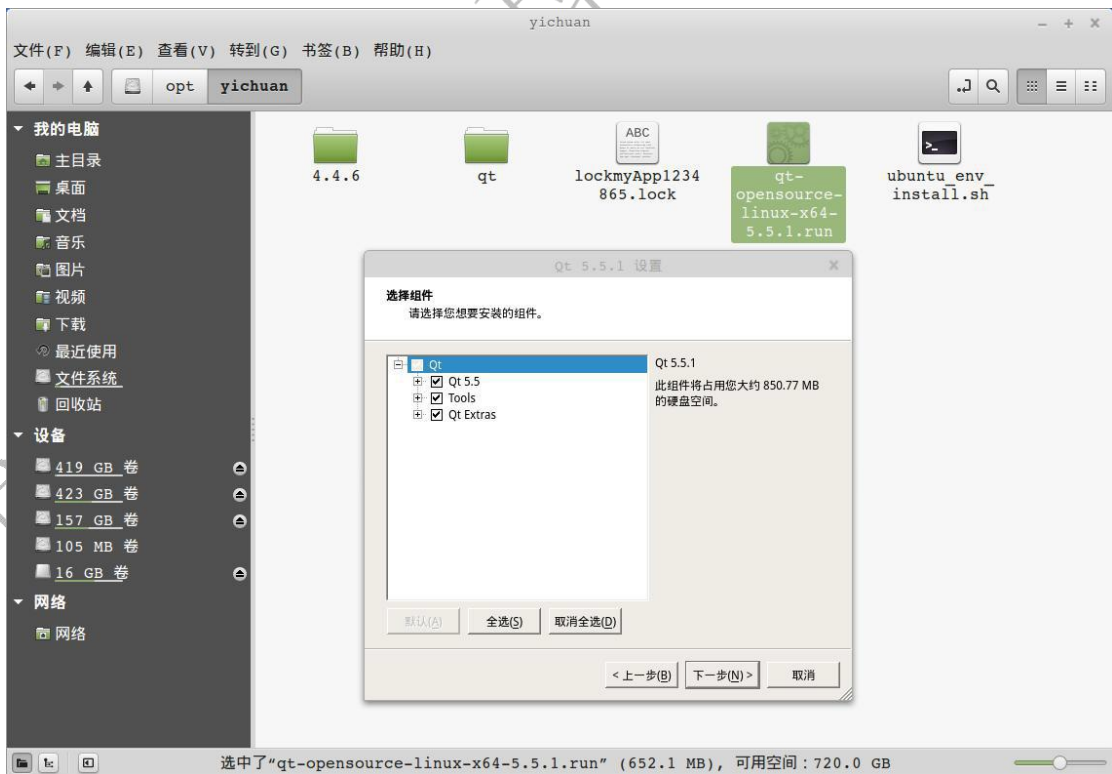 yichuan
文件(F) 编辑(E) 查看(V) 转到(G) 书签(B) 帮助(H)
opt yichuan
我的电脑
主目录
桌面
文档
音乐
图片
视频
下载
最近使用
文件系统
回收站
设备
419 GB 卷
423 GB 卷
157 GB 卷
105 MB 卷
16 GB 卷
网络
网络
4.4.6
qt
ABC
lockmyApp1234
865.lock
qt-
opensource-
linux-x64-
5.5.1.run
>_
ubuntu_env_
install.sh
Qt 5.5.1 设置
选择组件
请选择您想要安装的组件。
Qt
Qt 5.5
Tools
Qt Extras
Qt 5.5.1
此组件将占用您大约 850.77 MB
的硬盘空间。
默认(A) 全选(S) 取消全选(D)
< 上一步(B) 下一步(N) > 取消
选中了“qt-opensource-linux-x64-5.5.1.run” (652.1 MB), 可用空间：720.0 GB